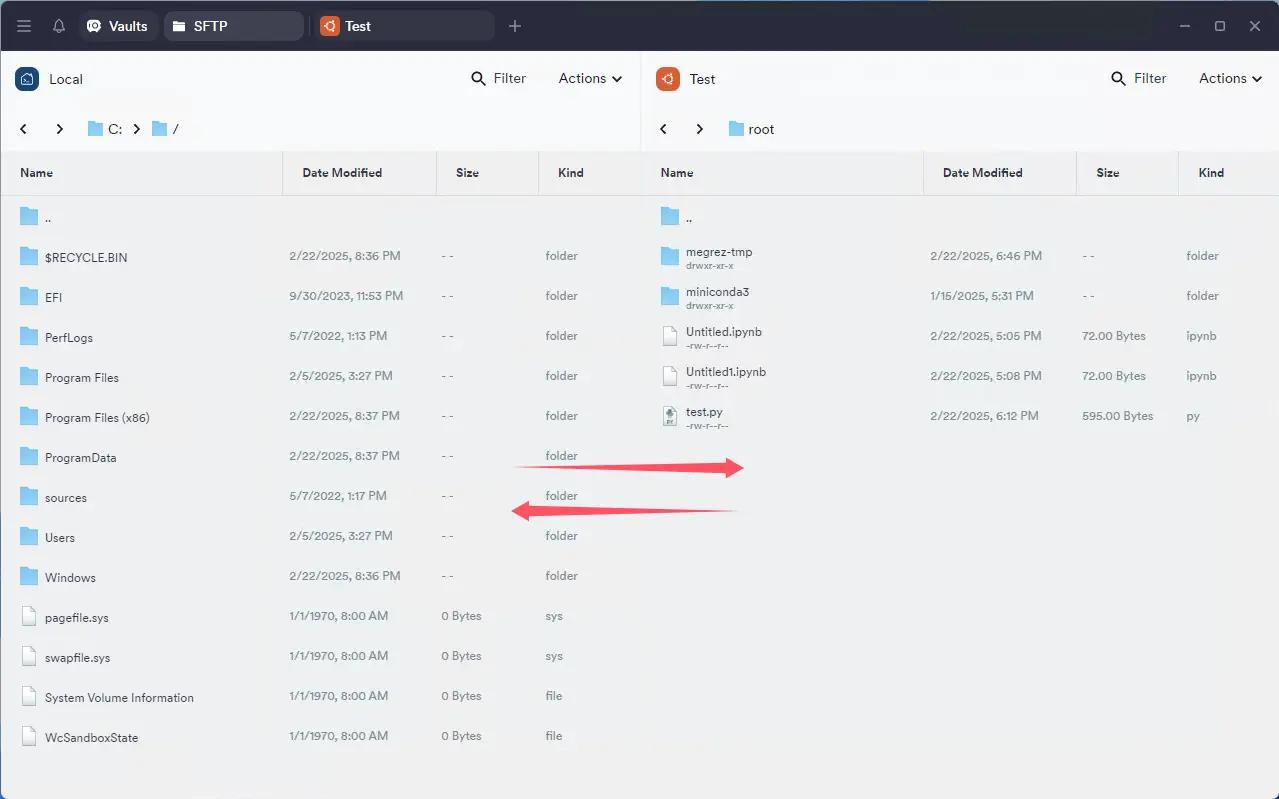 Vaults SFTP Test
Local Filter Actions
C: /
Name Date Modified Size Kind
..
$RECYCLE.BIN 2/22/2025, 8:36 PM - - folder
EFI 9/30/2023, 11:53 PM - - folder
PerfLogs 5/7/2022, 1:13 PM - - folder
Program Files 2/5/2025, 3:27 PM - - folder
Program Files (x86) 2/22/2025, 8:37 PM - - folder
ProgramData 2/22/2025, 8:37 PM - - folder
sources 5/7/2022, 1:17 PM - - folder
Users 2/5/2025, 3:27 PM - - folder
Windows 2/22/2025, 8:36 PM - - folder
pagefile.sys 1/1/1970, 8:00 AM 0 Bytes sys
swapfile.sys 1/1/1970, 8:00 AM 0 Bytes sys
System Volume Information 1/1/1970, 8:00 AM 0 Bytes file
WcSandboxState 1/1/1970, 8:00 AM 0 Bytes file
Test Filter Actions
root
Name Date Modified Size Kind
..
megrez-tmp 2/22/2025, 6:46 PM - - folder
drwxr-xr-x
miniconda3 1/15/2025, 5:31 PM - - folder
drwxr-xr-x
Untitled.ipynb 2/22/2025, 5:05 PM 72.00 Bytes ipynb
-rw-r--r--
Untitled1.ipynb 2/22/2025, 5:08 PM 72.00 Bytes ipynb
-rw-r--r--
test.py 2/22/2025, 6:12 PM 595.00 Bytes py
-rw-r--r--